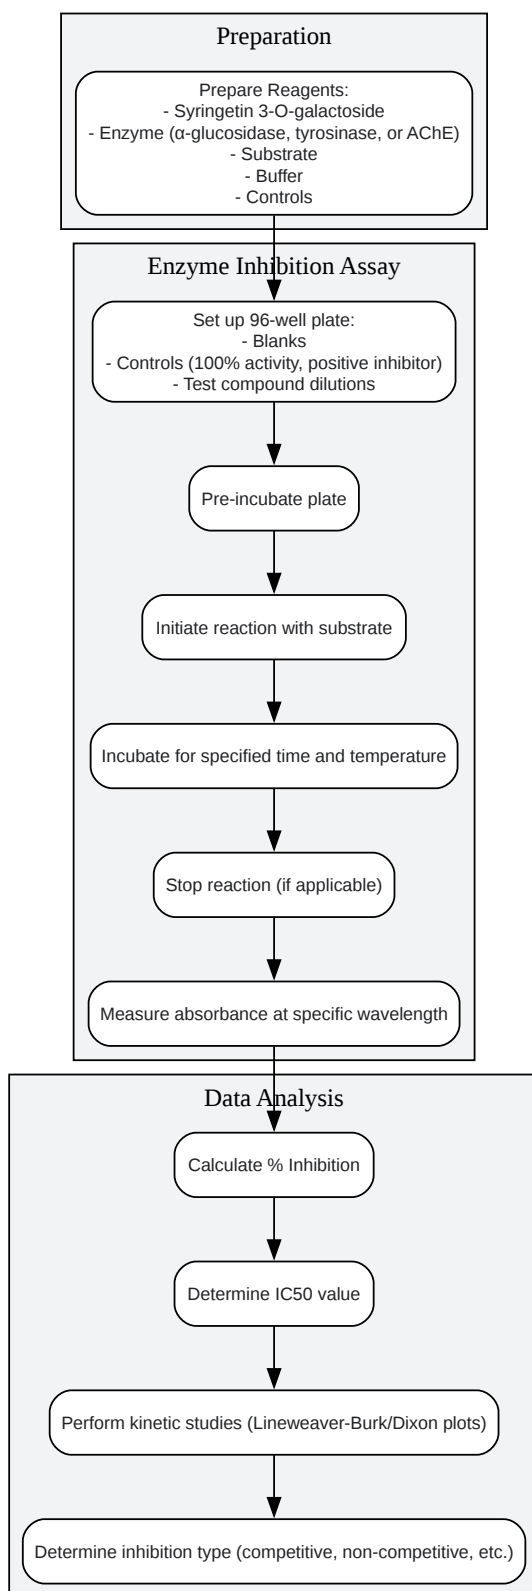 Preparation
Prepare Reagents:
- Syringetin 3-O-galactoside
- Enzyme (α-glucosidase, tyrosinase, or AChE)
- Substrate
- Buffer
- Controls
Enzyme Inhibition Assay
Set up 96-well plate:
- Blanks
- Controls (100% activity, positive inhibitor)
- Test compound dilutions
Pre-incubate plate
Initiate reaction with substrate
Incubate for specified time and temperature
Stop reaction (if applicable)
Measure absorbance at specific wavelength
Data Analysis
Calculate % Inhibition
Determine IC50 value
Perform kinetic studies (Lineweaver-Burk/Dixon plots)
Determine inhibition type (competitive, non-competitive, etc.)